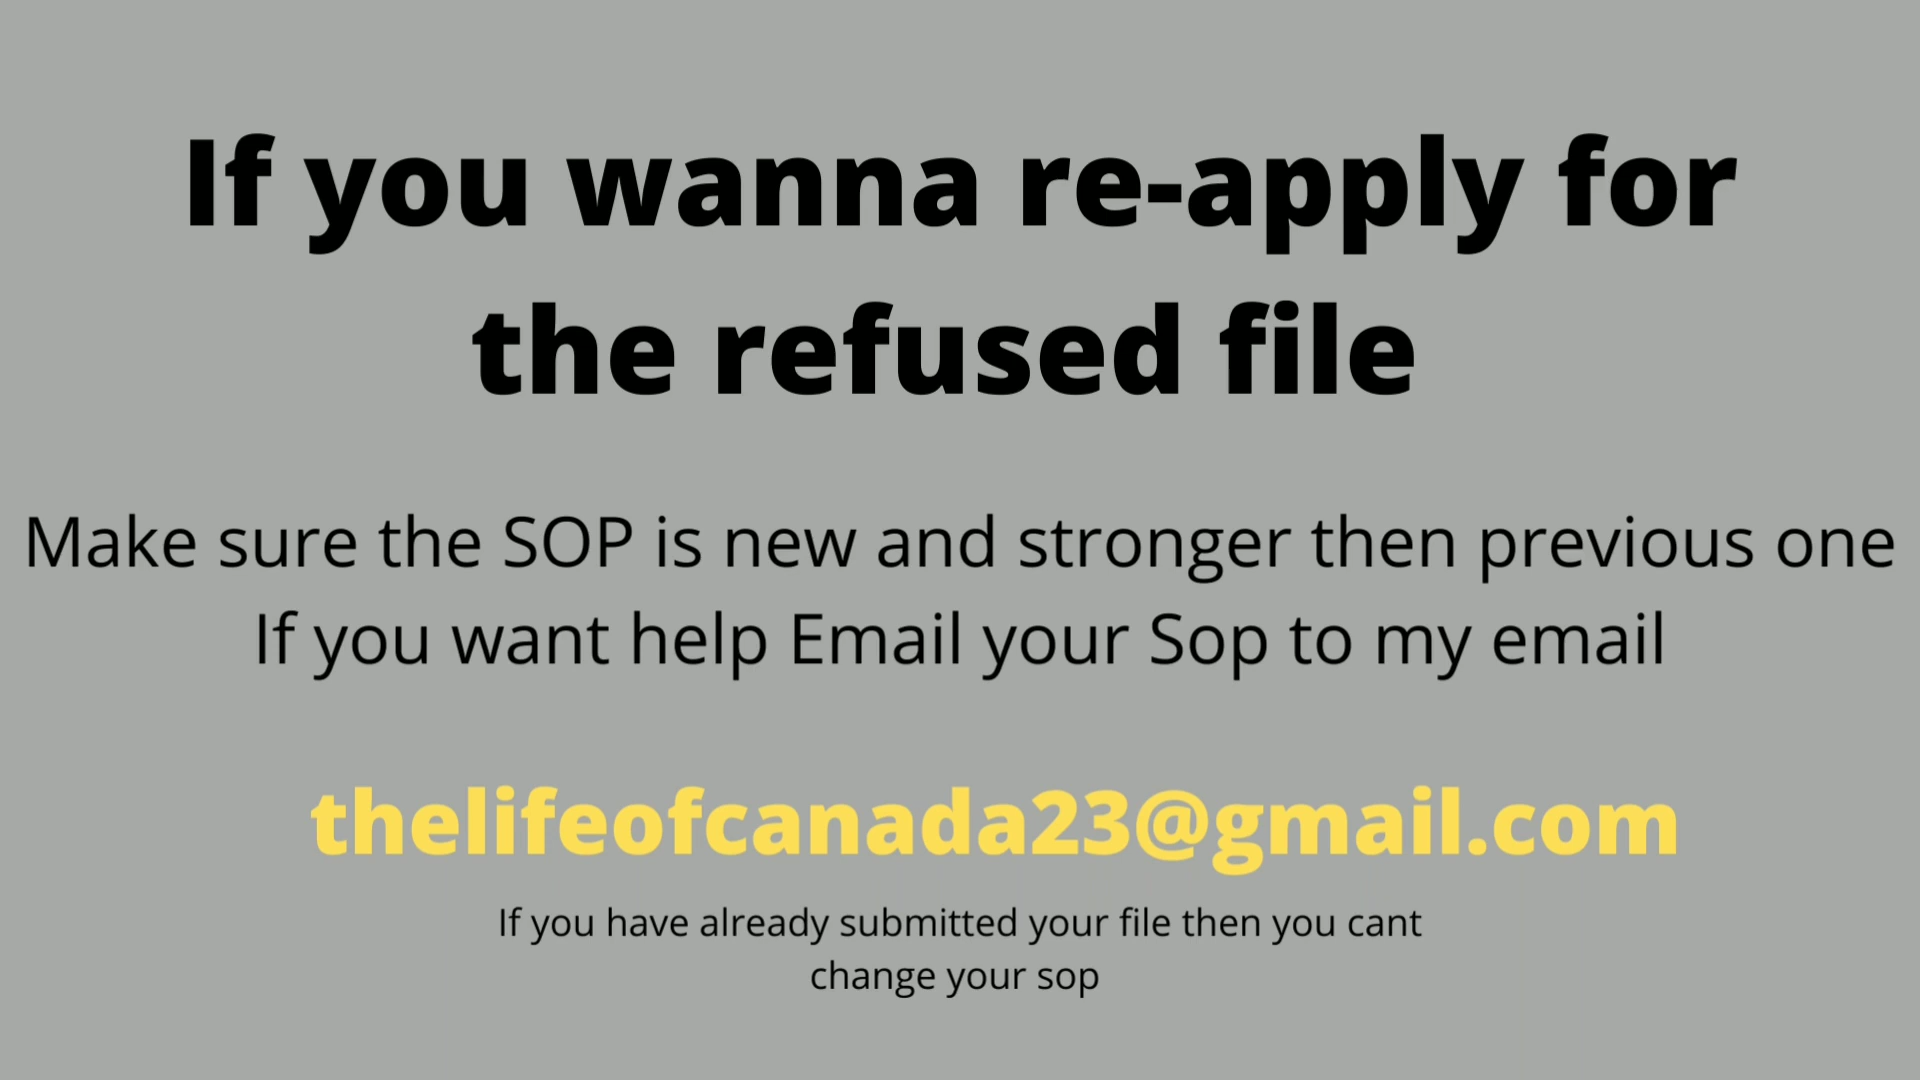 If you wanna re-apply for
the refused file
Make sure the SOP is new and stronger then previous one
If you want help Email your Sop to my email
thelifeofcanada23@gmail.com
If you have already submitted your file then you cant
change your sop